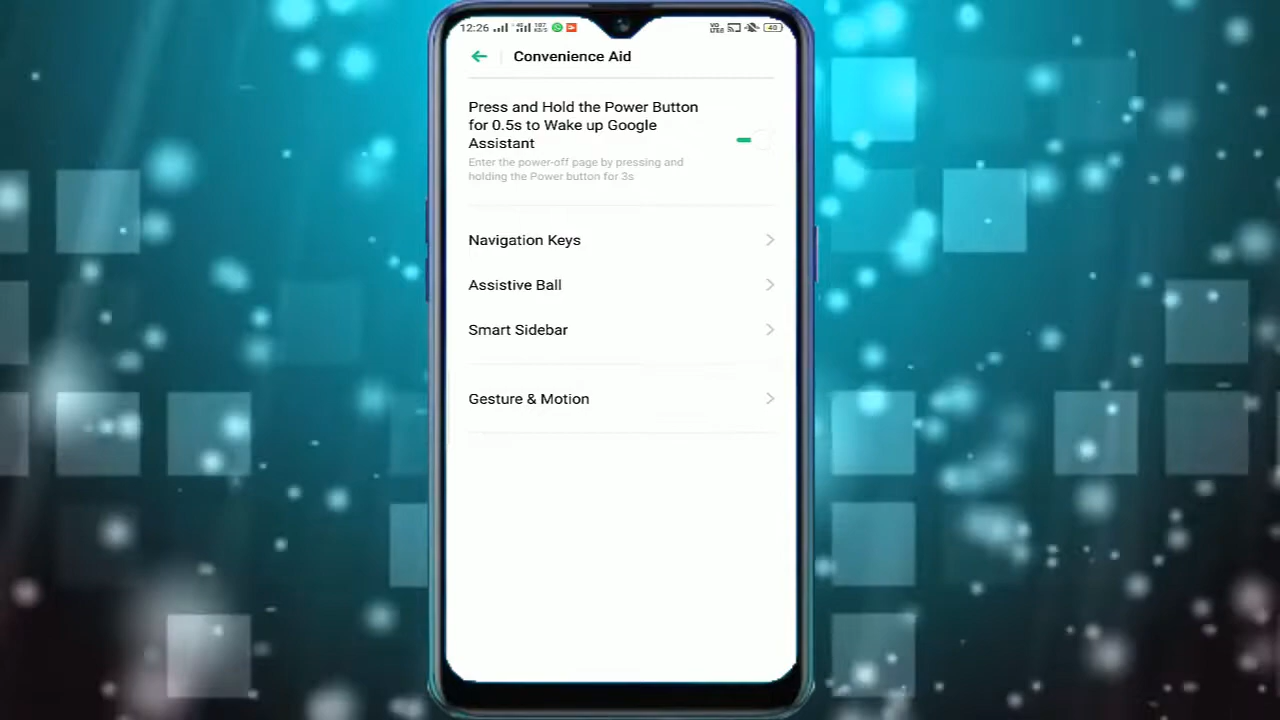 12:26
Convenience Aid
Press and Hold the Power Button
for 0.5s to Wake up Google
Assistant
Enter the power-off page by pressing and
holding the Power button for 3s
Navigation Keys
Assistive Ball
Smart Sidebar
Gesture & Motion